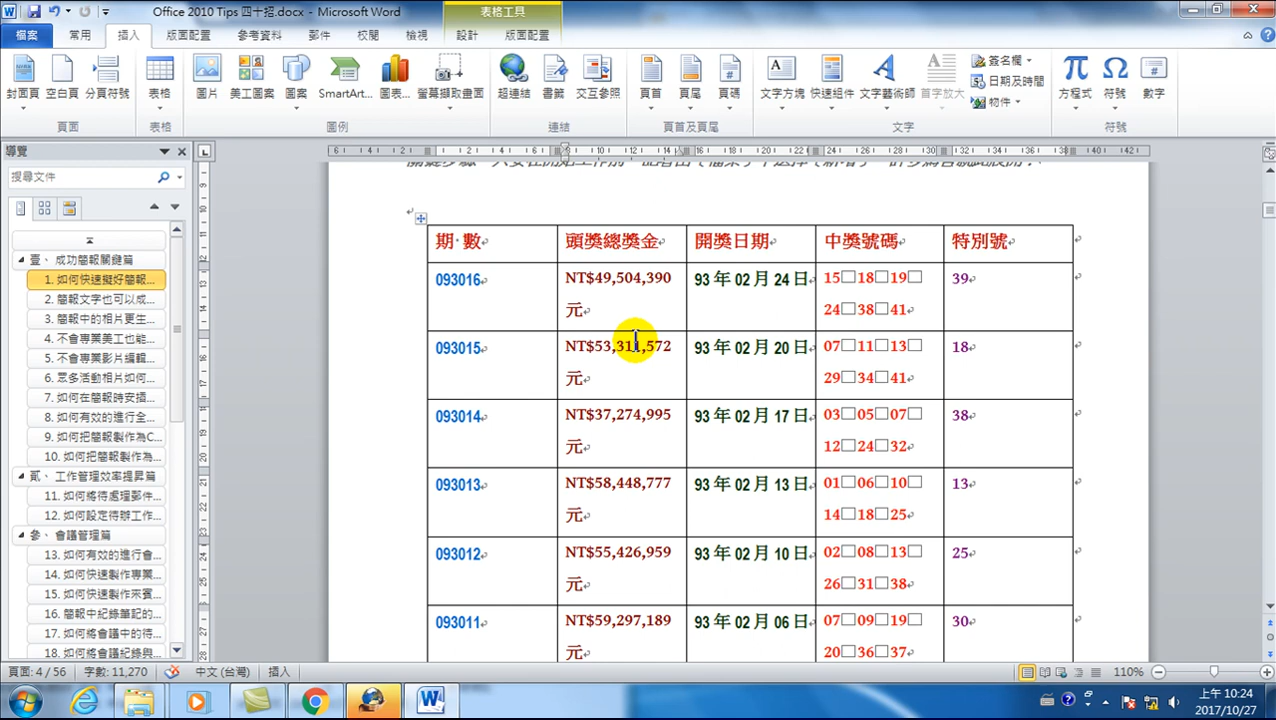 Office 2010 Tips 四十招.docx - Microsoft Word
表格工具
檔案 常用 插入 版面配置 參考資料 郵件 校閱 檢視 設計 版面配置
封面頁 空白頁 分頁符號 表格 圖片 美工圖案 圖案 SmartArt... 圖表... 螢幕擷取畫面 超連結 書籤 交互參照 頁首 頁尾 頁碼 文字方塊 快速組件 文字藝術師 首字放大 簽名欄 日期及時間 物件 方程式 符號 數字
頁面 表格 圖例 連結 頁首及頁尾 文字 符號
導覽
搜尋文件
壹、 成功簡報關鍵篇
1. 如何快速擬好簡報...
2. 簡報文字也可以成...
3. 簡報中的相片更生...
4. 不會專業美工也能...
5. 不會專業影片編輯...
6. 眾多活動相片如何...
7. 如何在簡報時安插...
8. 如何有效的進行全...
9. 如何把簡報製作為C...
10. 如何把簡報製作為...
貳、 工作管理效率提昇篇
11. 如何將待處理郵件...
12. 如何設定待辦工作...
參、 會議管理篇
13. 如何有效的進行會...
14. 如何快速製作專業...
15. 如何快速製作來賓...
16. 簡報中紀錄筆記的...
17. 如何將會議中的待...
18. 如何將會議紀錄與...
期 數 頭獎總獎金 開獎日期 中獎號碼 特別號
093016 NT$49,504,390 93 年 02 月 24 日 15□18□19□ 39
元 24□38□41
093015 NT$53,311,572 93 年 02 月 20 日 07□11□13□ 18
元 29□34□41
093014 NT$37,274,995 93 年 02 月 17 日 03□05□07□ 38
元 12□24□32
093013 NT$58,448,777 93 年 02 月 13 日 01□06□10□ 13
元 14□18□25
093012 NT$55,426,959 93 年 02 月 10 日 02□08□13□ 25
元 26□31□38
093011 NT$59,297,189 93 年 02 月 06 日 07□09□19□ 30
元 20□36□37
頁面: 4 / 56 字數: 11,270 中文 (台灣) 插入 110%
上午 10:24
2017/10/27